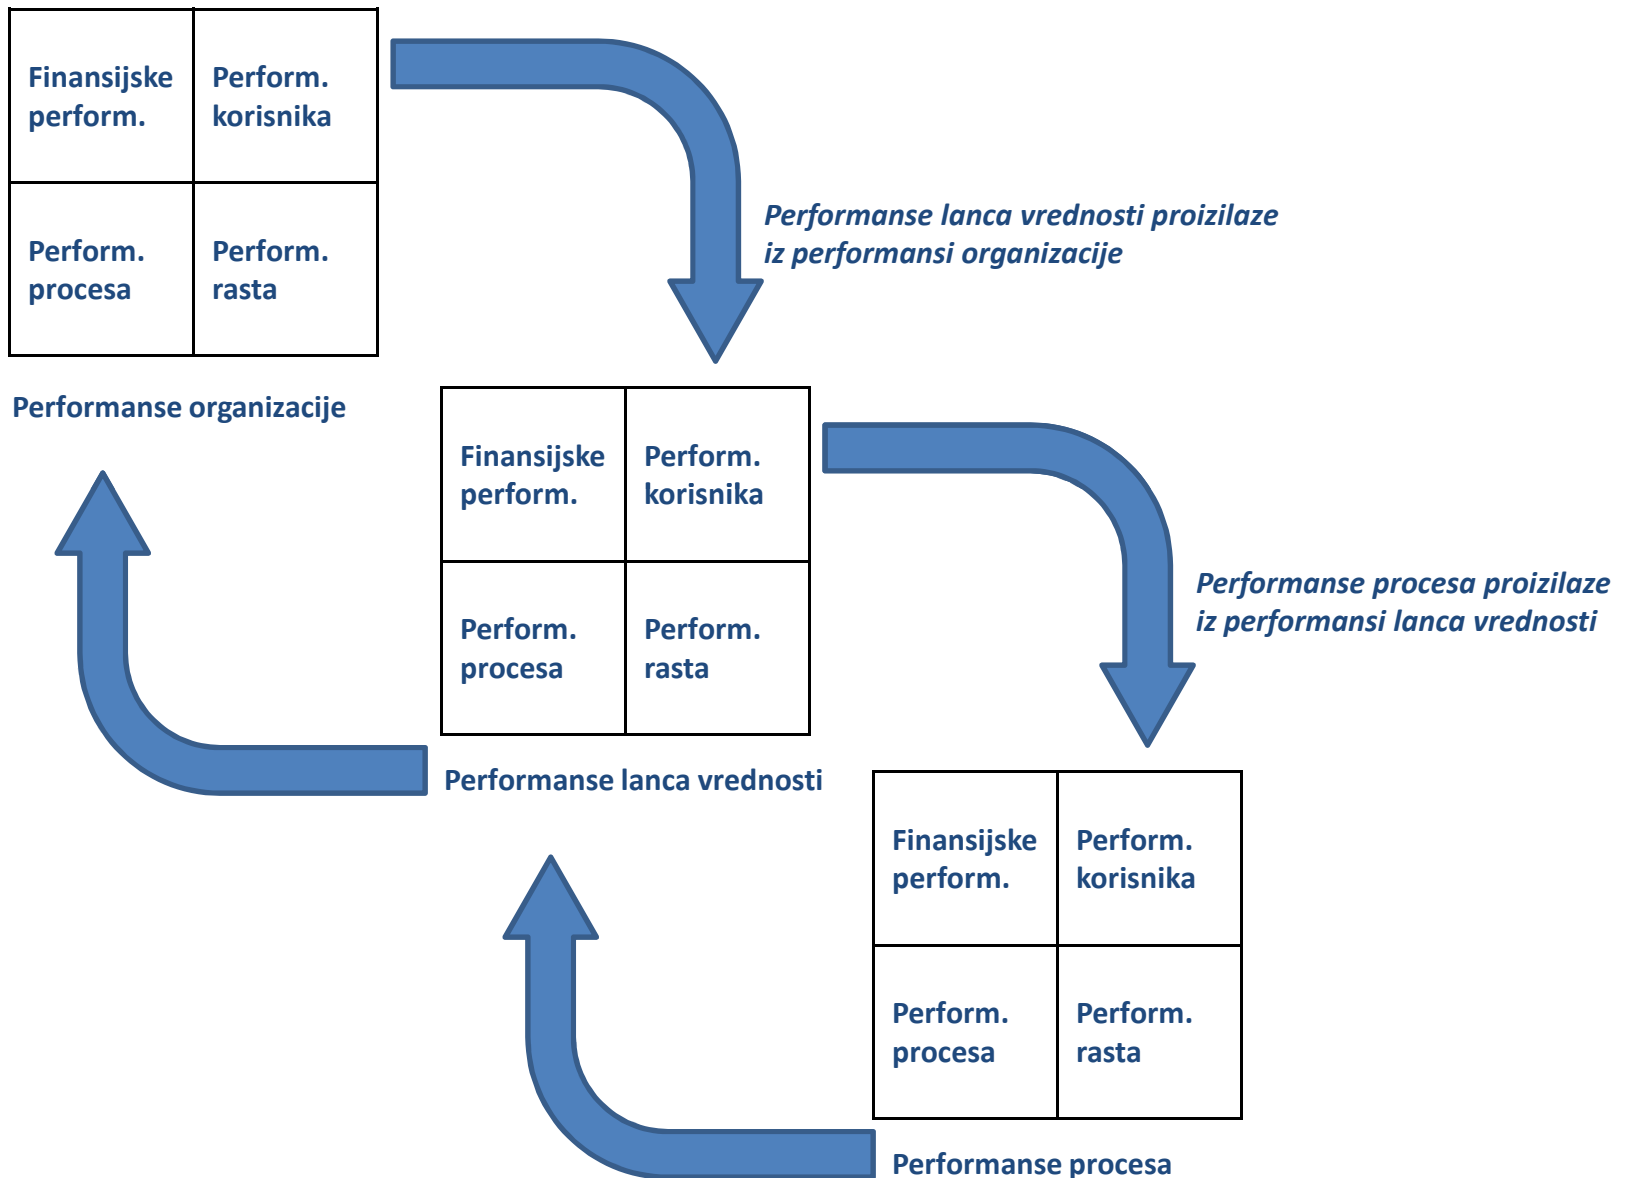 Finansijske
perform.
Perform.
korisnika
Perform.
procesa
Perform.
rasta
Performanse organizacije
Performanse lanca vrednosti proizilaze
iz performansi organizacije
Finansijske
perform.
Perform.
korisnika
Perform.
procesa
Perform.
rasta
Performanse lanca vrednosti
Performanse procesa proizilaze
iz performansi lanca vrednosti
Finansijske
perform.
Perform.
korisnika
Perform.
procesa
Perform.
rasta
Performanse procesa